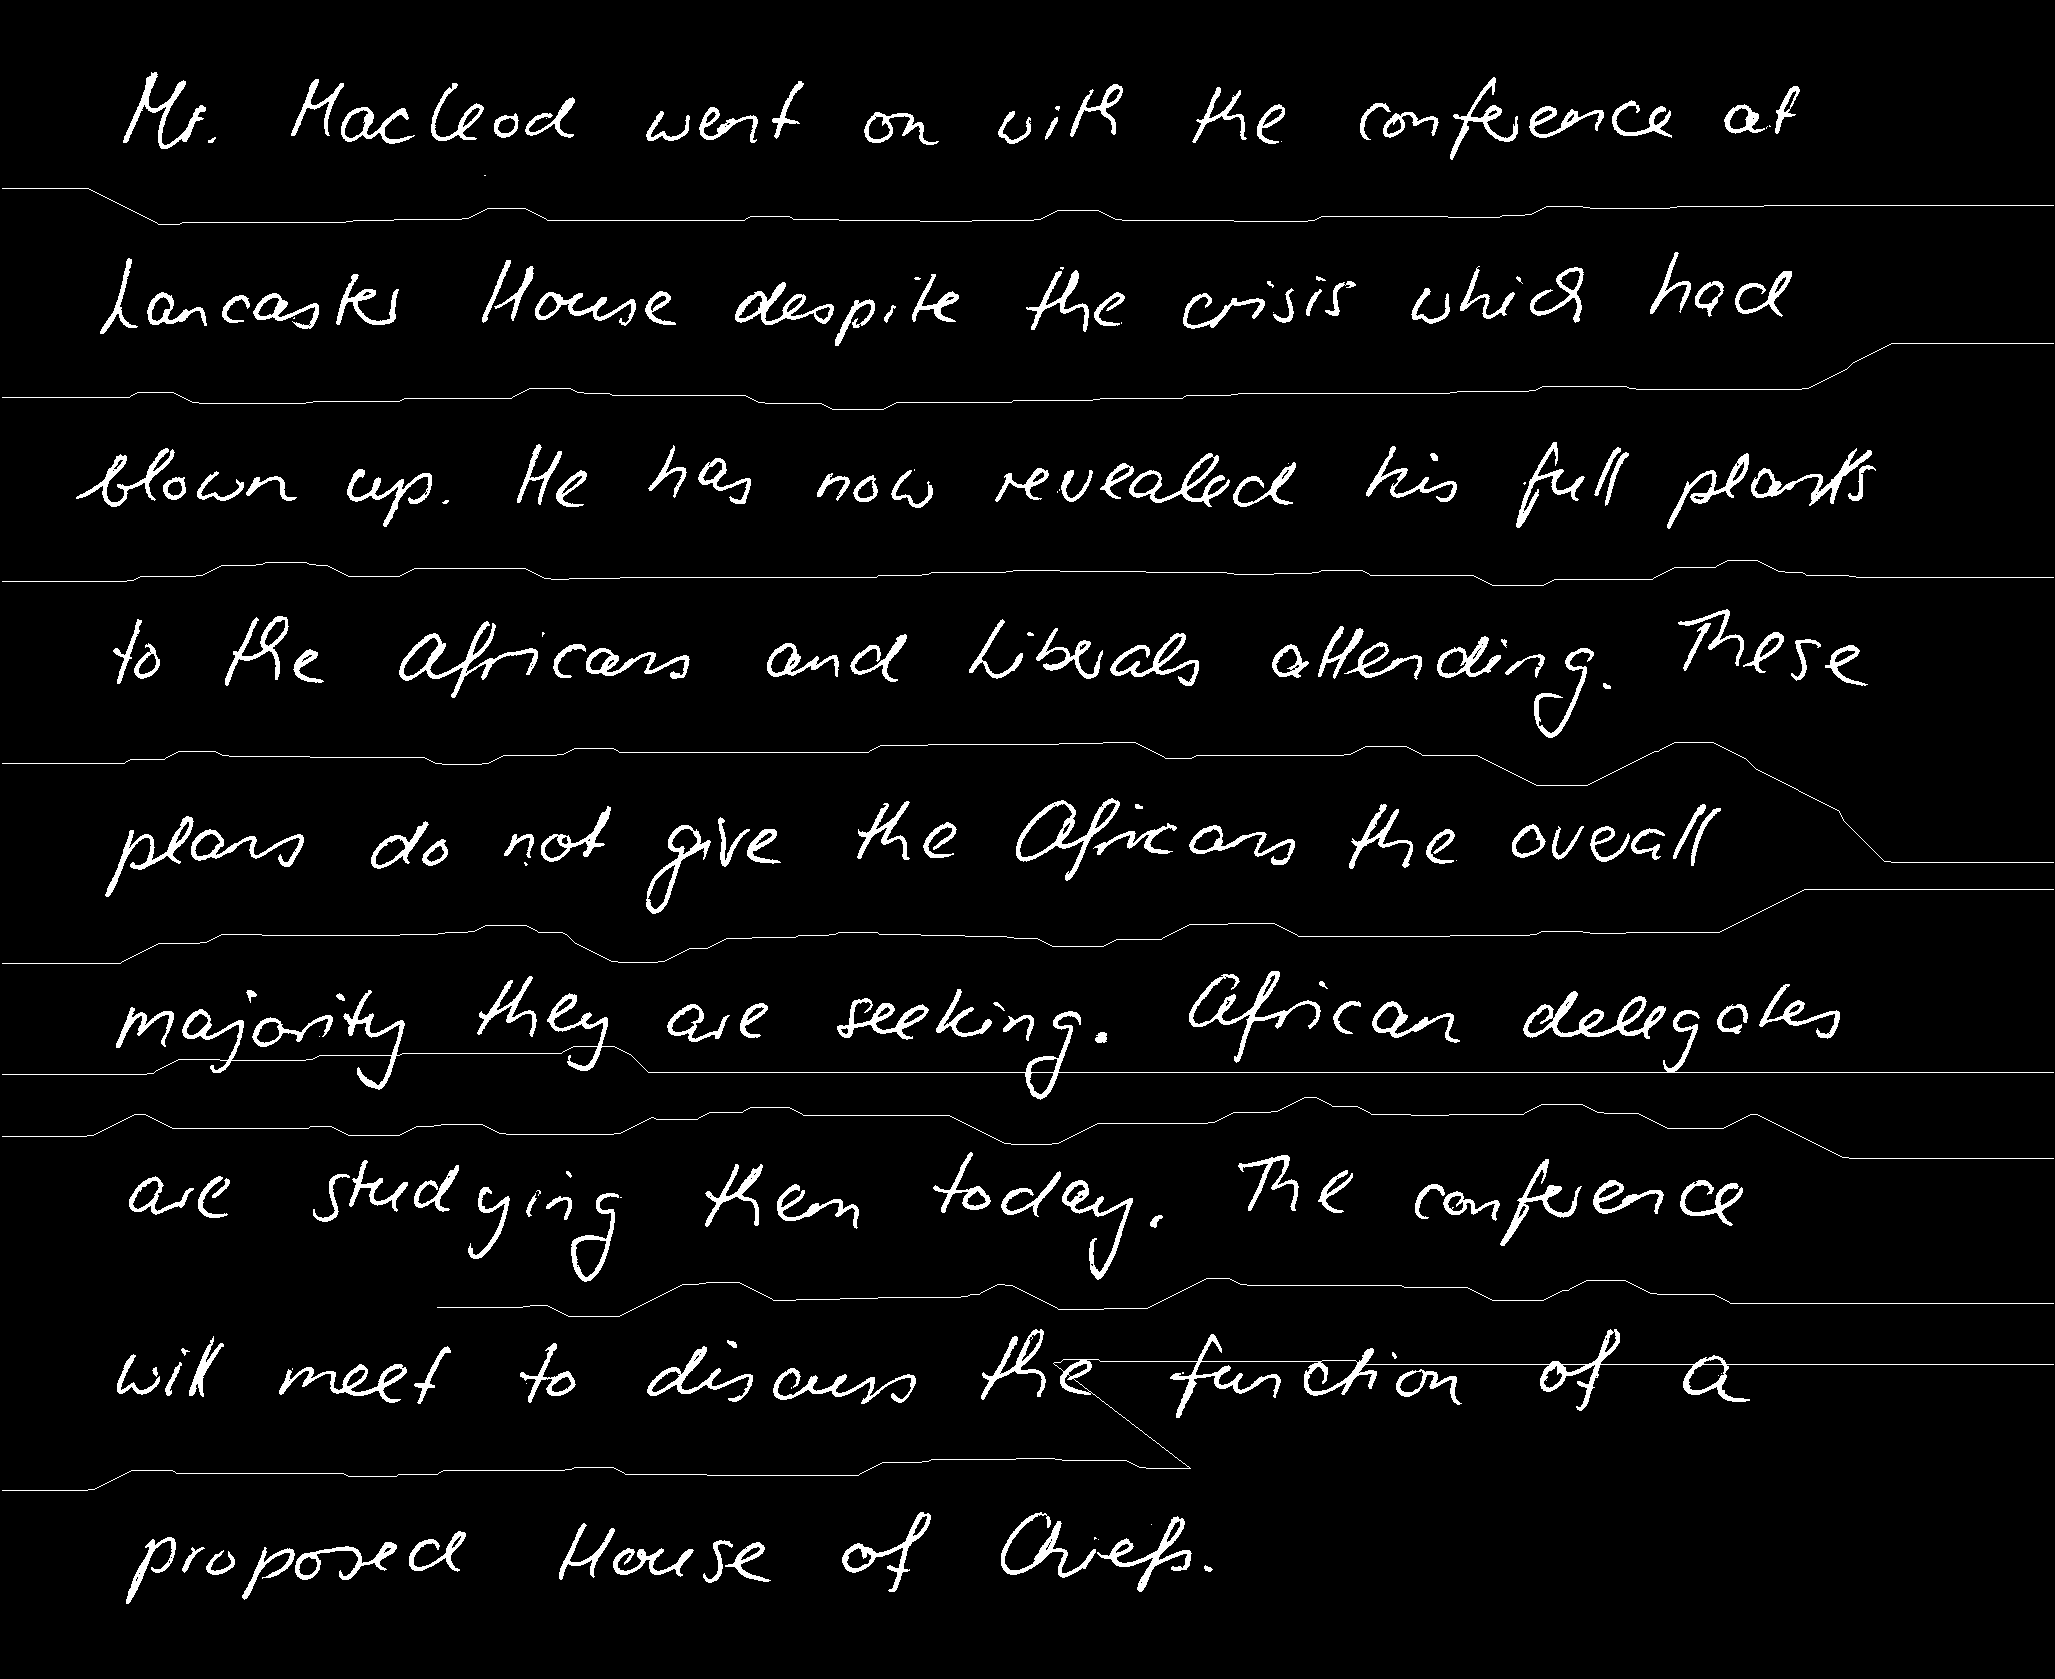 Mr. Macleod went on with the conference at
Lancaster House despite the crisis which had
blown up. He has now revealed his full plans
to the Africans and Liberals attending. These
plans do not give the Africans the overall
majority they are seeking. African delegates
are studying them today. The conference
will meet to discuss the function of a
proposed House of Chiefs.